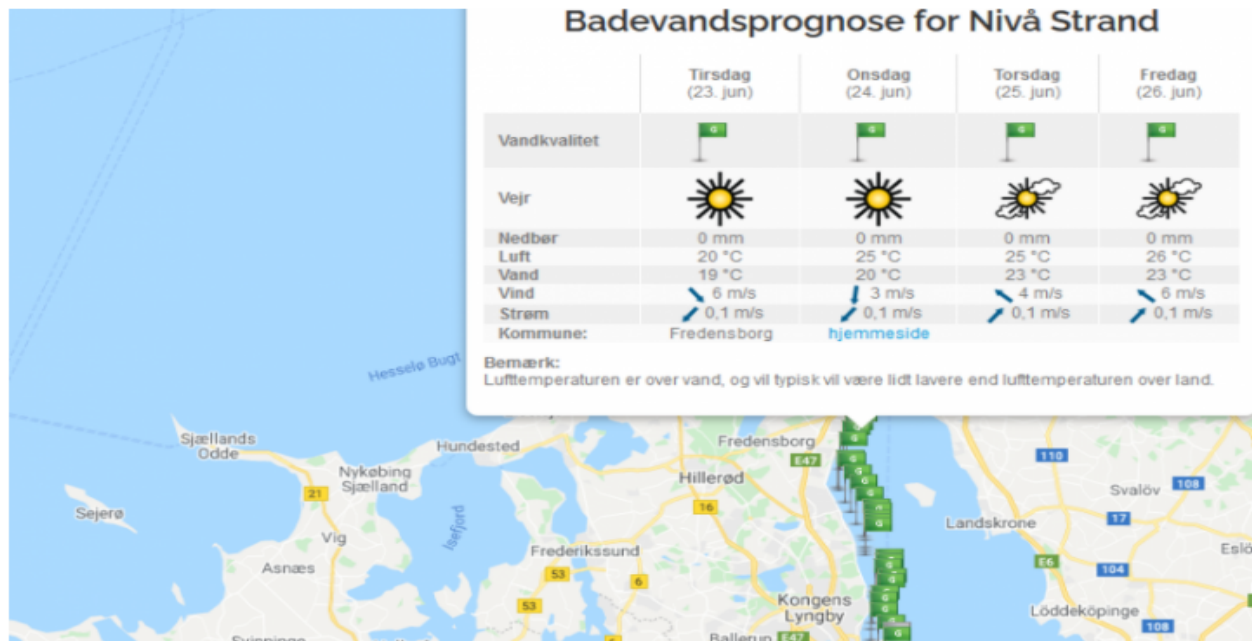 Badevandsprognose for Nivå Strand
Tirsdag Onsdag Torsdag Fredag
(23. jun) (24. jun) (25. jun) (26. jun)
Vandkvalitet G G G G
Vejr
Nedbør 0 mm 0 mm 0 mm 0 mm
Luft 20 °C 25 °C 25 °C 26 °C
Vand 19 °C 20 °C 23 °C 23 °C
Vind 6 m/s 3 m/s 4 m/s 6 m/s
Strøm 0,1 m/s 0,1 m/s 0,1 m/s 0,1 m/s
Kommune: Fredensborg hjemmeside
Bemærk:
Lufttemperaturen er over vand, og vil typisk vil være lidt lavere end lufttemperaturen over land.
Hesselø Bugt
Sjællands
Odde
Hundested
Fredensborg
G
E47
110
Nykøbing
Sjælland
Hillerød
G
G
G
108
Svalöv
21
Sejerø
16
G
17
Landskrone
Isefjord
Vig
Frederikssund
E6
Asnæs
53
6
G
G
104
53
Kongens
Lyngby
G
G
Löddeköpinge
108
Ballerup
E47
G